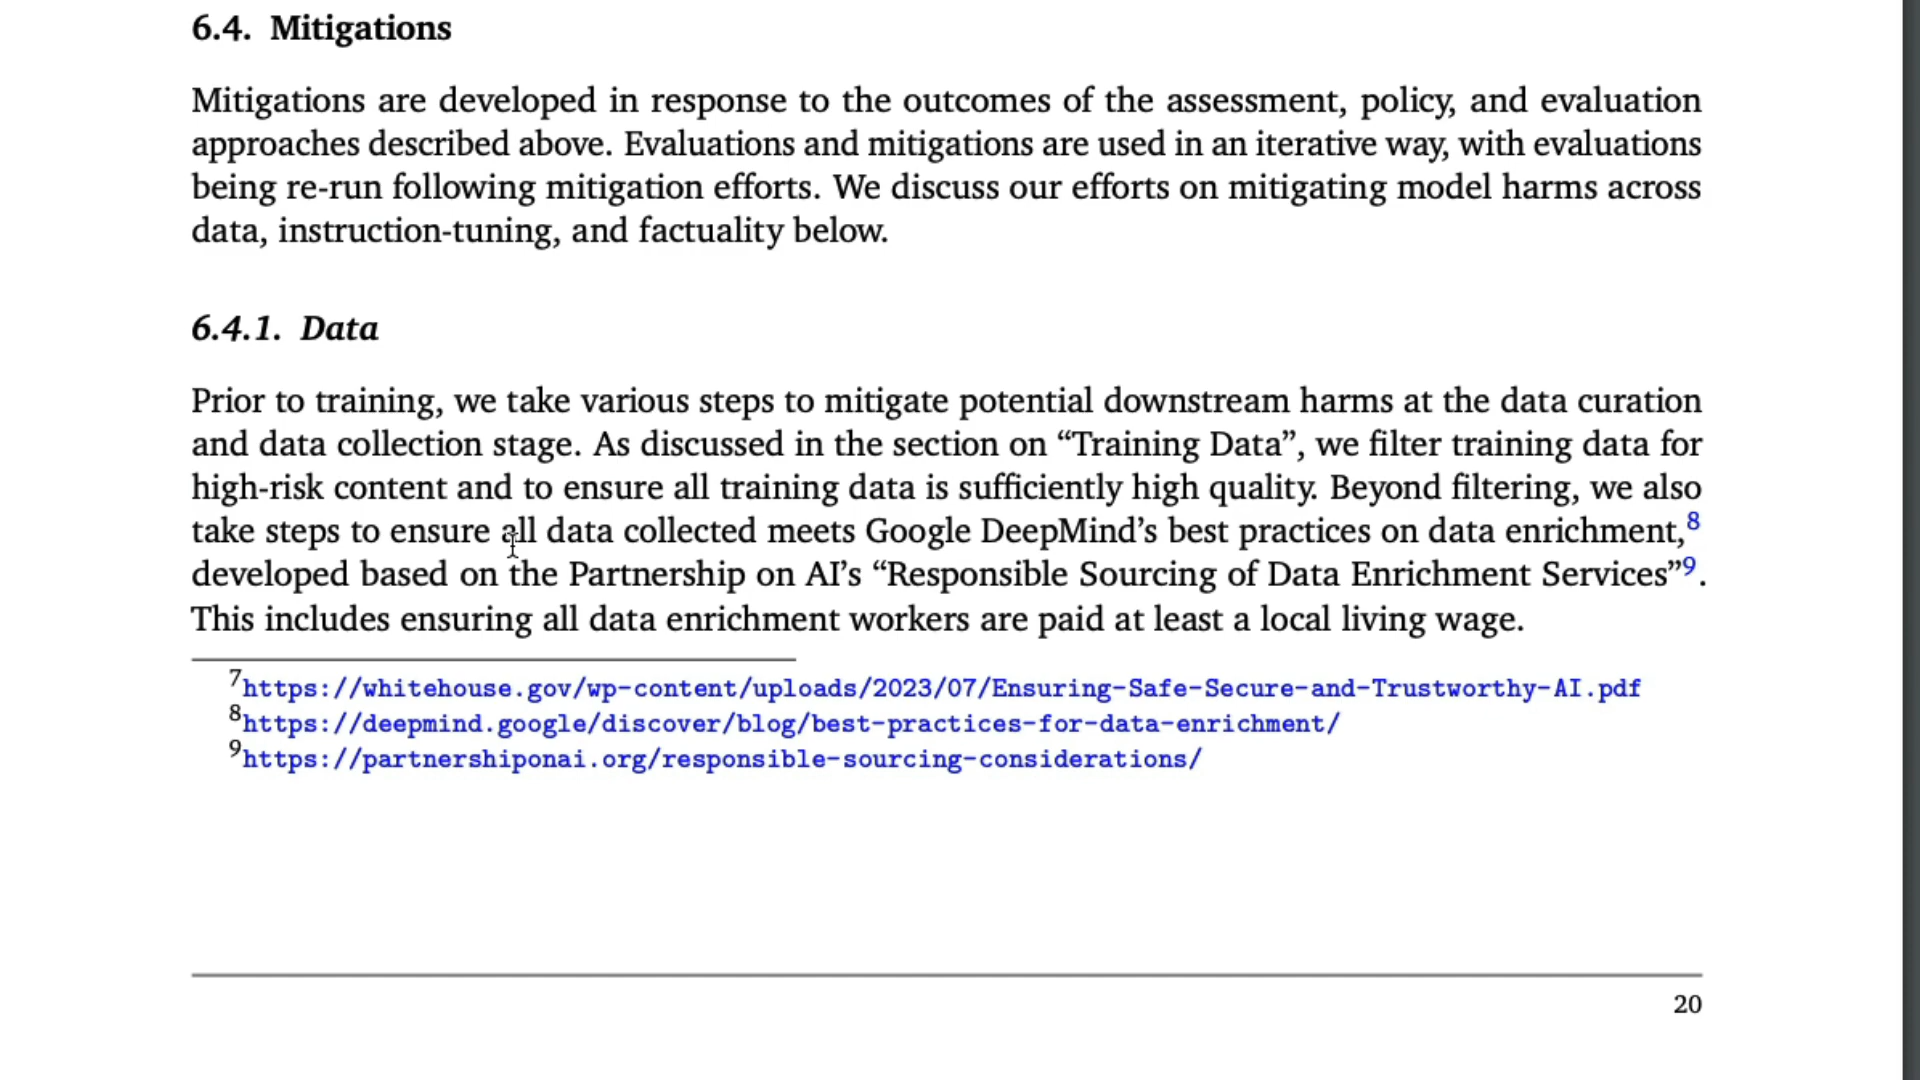 6.4. Mitigations
Mitigations are developed in response to the outcomes of the assessment, policy, and evaluation
approaches described above. Evaluations and mitigations are used in an iterative way, with evaluations
being re-run following mitigation efforts. We discuss our efforts on mitigating model harms across
data, instruction-tuning, and factuality below.
6.4.1. Data
Prior to training, we take various steps to mitigate potential downstream harms at the data curation
and data collection stage. As discussed in the section on “Training Data”, we filter training data for
high-risk content and to ensure all training data is sufficiently high quality. Beyond filtering, we also
take steps to ensure all data collected meets Google DeepMind’s best practices on data enrichment,8
developed based on the Partnership on AI’s “Responsible Sourcing of Data Enrichment Services”9.
This includes ensuring all data enrichment workers are paid at least a local living wage.
7https://whitehouse.gov/wp-content/uploads/2023/07/Ensuring-Safe-Secure-and-Trustworthy-AI.pdf
8https://deepmind.google/discover/blog/best-practices-for-data-enrichment/
9https://partnershiponai.org/responsible-sourcing-considerations/
20